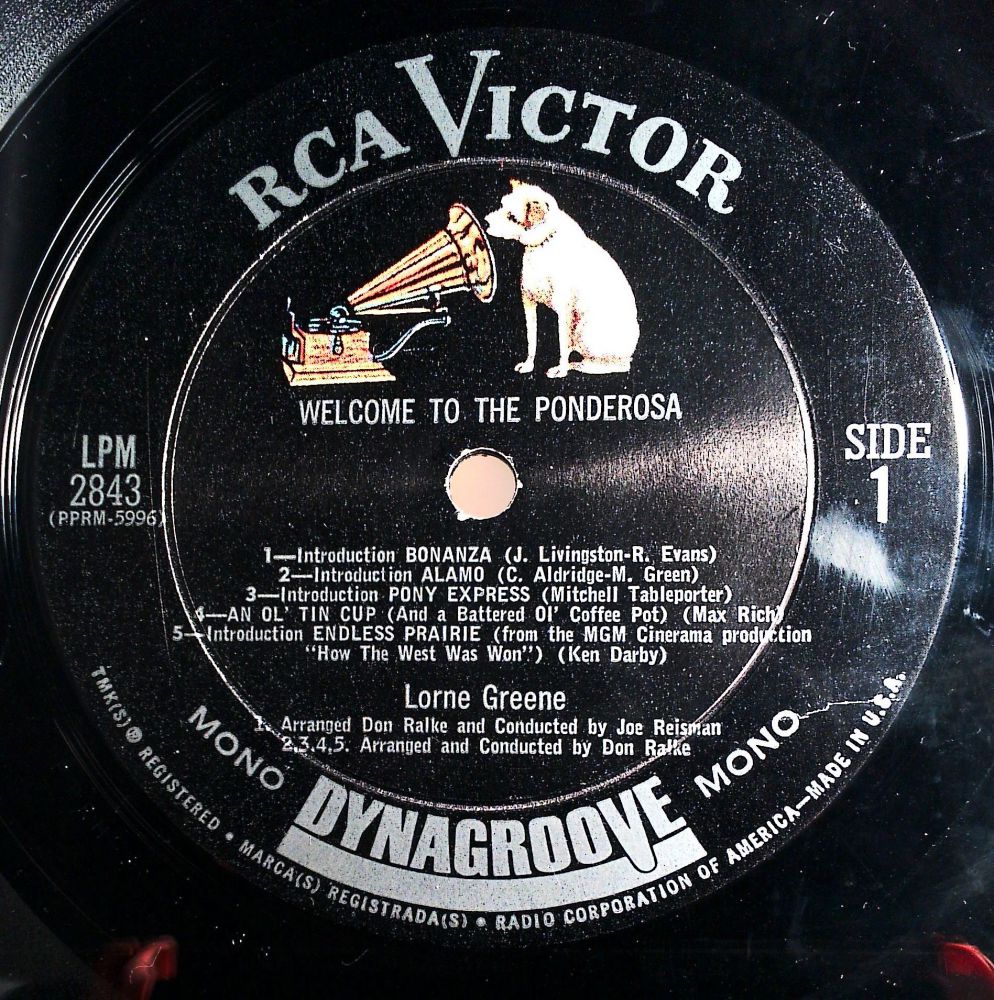 RCA VICTOR
WELCOME TO THE PONDEROSA
LPM
2843
(PPRM-5996)
SIDE
1
1—Introduction BONANZA (J. Livingston-R. Evans)
2—Introduction ALAMO (C. Aldridge-M. Green)
3—Introduction PONY EXPRESS (Mitchell Tableporter)
4—AN OL' TIN CUP (And a Battered Ol' Coffee Pot) (Max Rich)
5—Introduction ENDLESS PRAIRIE (from the MGM Cinerama production
"How The West Was Won") (Ken Darby)
Lorne Greene
1. Arranged Don Ralke and Conducted by Joe Reisman
2,3,4,5. Arranged and Conducted by Don Ralke
MONO
DYNAGROOVE
MONO
TMK(S) ® REGISTERED • MARCA(S) REGISTRADA(S) • RADIO CORPORATION OF AMERICA—MADE IN U.S.A.